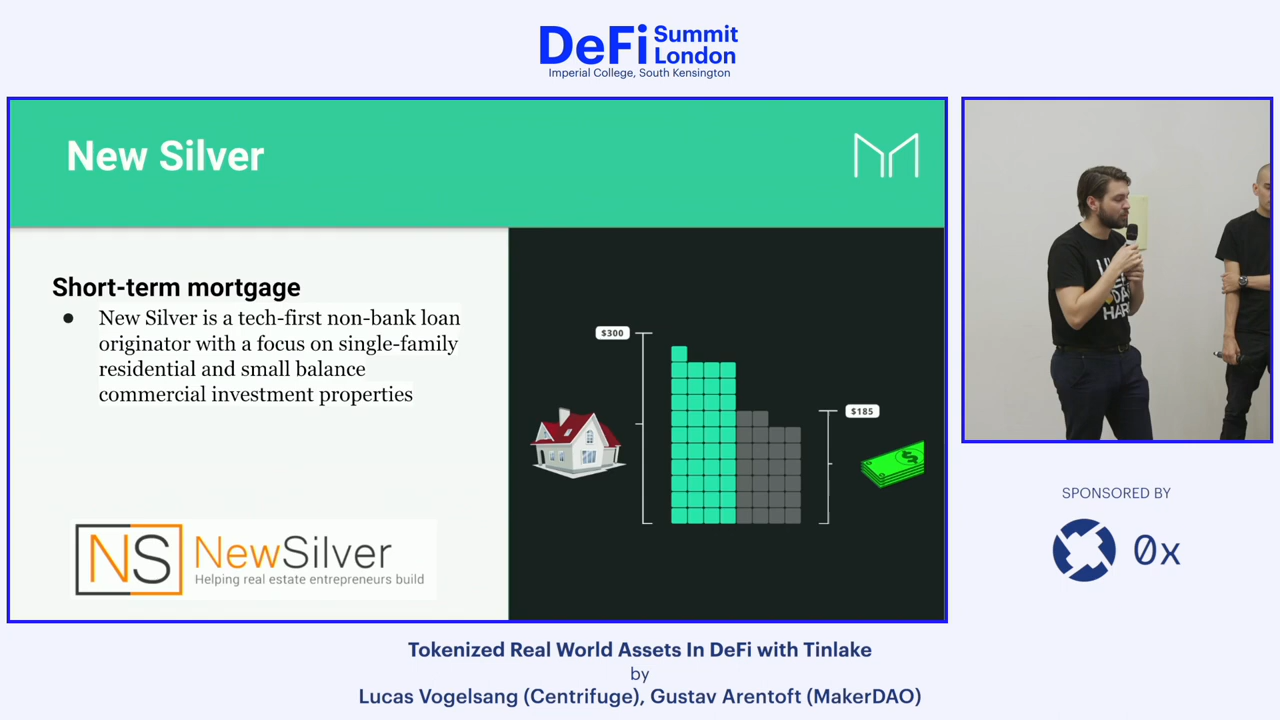 DeFi Summit
London
Imperial College, South Kensington
New Silver
Short-term mortgage
● New Silver is a tech-first non-bank loan
originator with a focus on single-family
residential and small balance
commercial investment properties
$300
$185
NS NewSilver
Helping real estate entrepreneurs build
SPONSORED BY
0x
Tokenized Real World Assets In DeFi with Tinlake
by
Lucas Vogelsang (Centrifuge), Gustav Arentoft (MakerDAO)